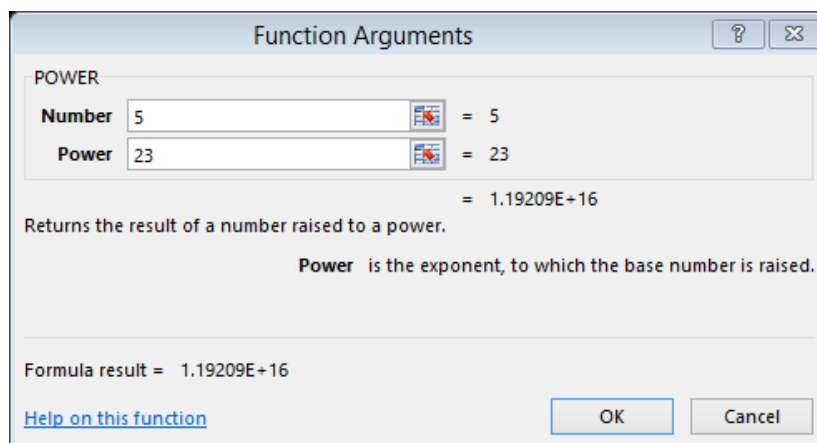 Function Arguments ?
POWER
Number 5 = 5
Power 23 = 23
= 1.19209E+16
Returns the result of a number raised to a power.
Power is the exponent, to which the base number is raised.
Formula result = 1.19209E+16
Help on this function OK Cancel